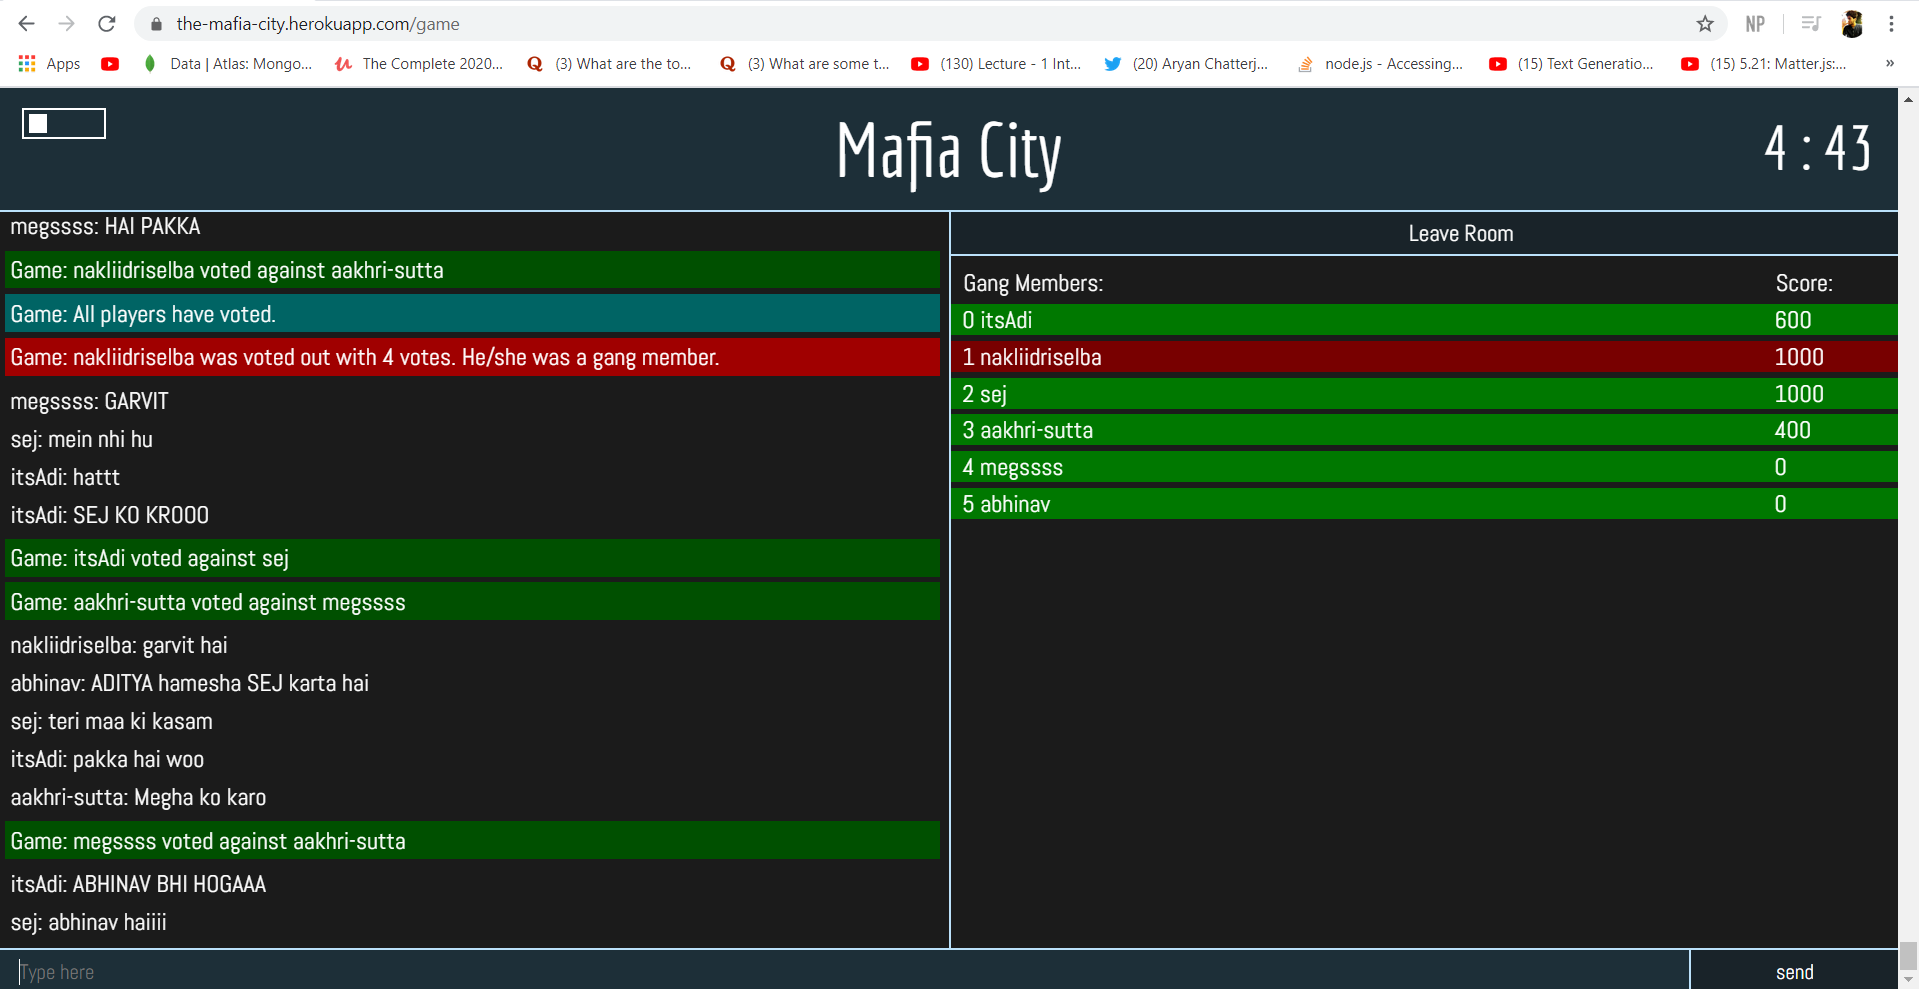 the-mafia-city.herokuapp.com/game
NP
Apps
Data | Atlas: Mongo...
The Complete 2020...
(3) What are the to...
(3) What are some t...
(130) Lecture - 1 Int...
(20) Aryan Chatterj...
node.js - Accessing...
(15) Text Generatio...
(15) 5.21: Matter.js:...
»
Mafia City
4 : 43
megssss: HAI PAKKA
Game: nakliidriselba voted against aakhri-sutta
Game: All players have voted.
Game: nakliidriselba was voted out with 4 votes. He/she was a gang member.
megssss: GARVIT
sej: mein nhi hu
itsAdi: hattt
itsAdi: SEJ KO KROOO
Game: itsAdi voted against sej
Game: aakhri-sutta voted against megssss
nakliidriselba: garvit hai
abhinav: ADITYA hamesha SEJ karta hai
sej: teri maa ki kasam
itsAdi: pakka hai woo
aakhri-sutta: Megha ko karo
Game: megssss voted against aakhri-sutta
itsAdi: ABHINAV BHI HOGAAA
sej: abhinav haiiii
Type here
send
Leave Room
Gang Members: Score:
0 itsAdi 600
1 nakliidriselba 1000
2 sej 1000
3 aakhri-sutta 400
4 megssss 0
5 abhinav 0